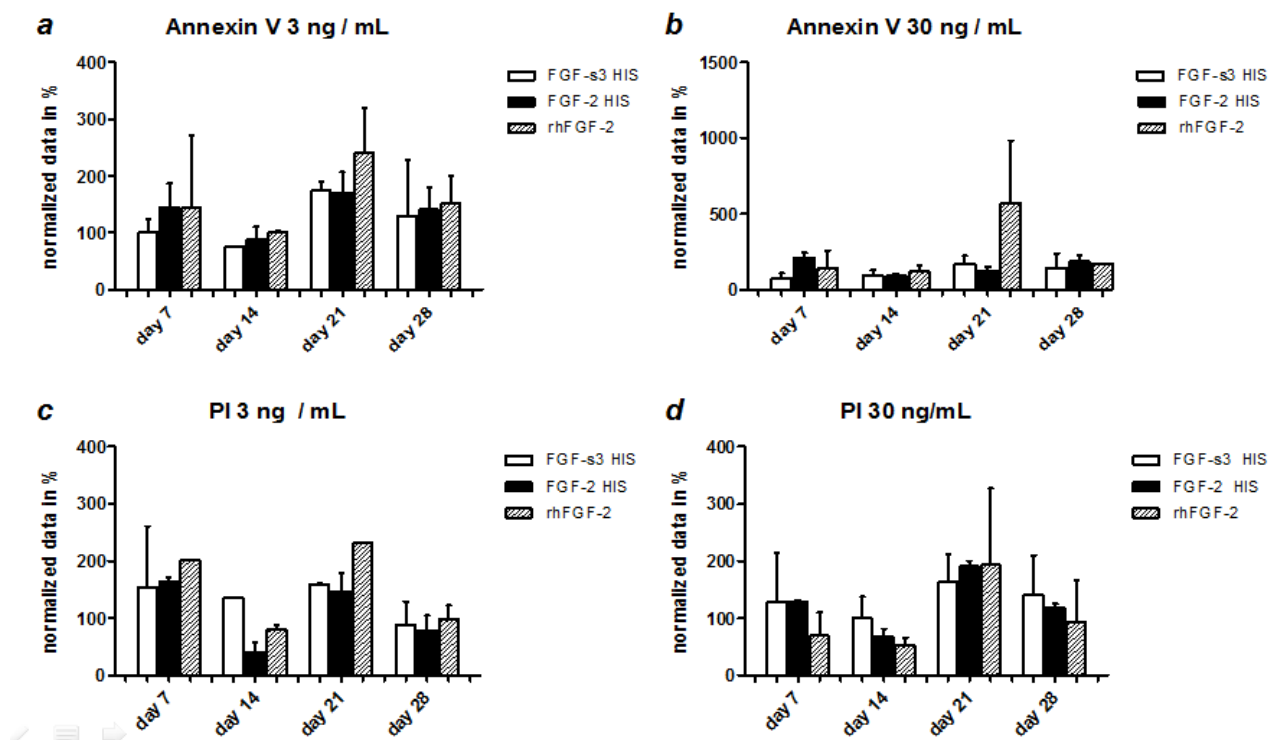 a Annexin V 3 ng / mL
normalized data in %
400
300
200
100
0
day 7
day 14
day 21
day 28
FGF-s3 HIS
FGF-2 HIS
rhFGF-2
b Annexin V 30 ng / mL
normalized data in %
1500
1000
500
0
day 7
day 14
day 21
day 28
FGF-s3 HIS
FGF-2 HIS
rhFGF-2
c PI 3 ng / mL
normalized data in %
400
300
200
100
0
day 7
day 14
day 21
day 28
FGF-s3 HIS
FGF-2 HIS
rhFGF-2
d PI 30 ng/mL
normalized data in %
400
300
200
100
0
day 7
day 14
day 21
day 28
FGF-s3 HIS
FGF-2 HIS
rhFGF-2